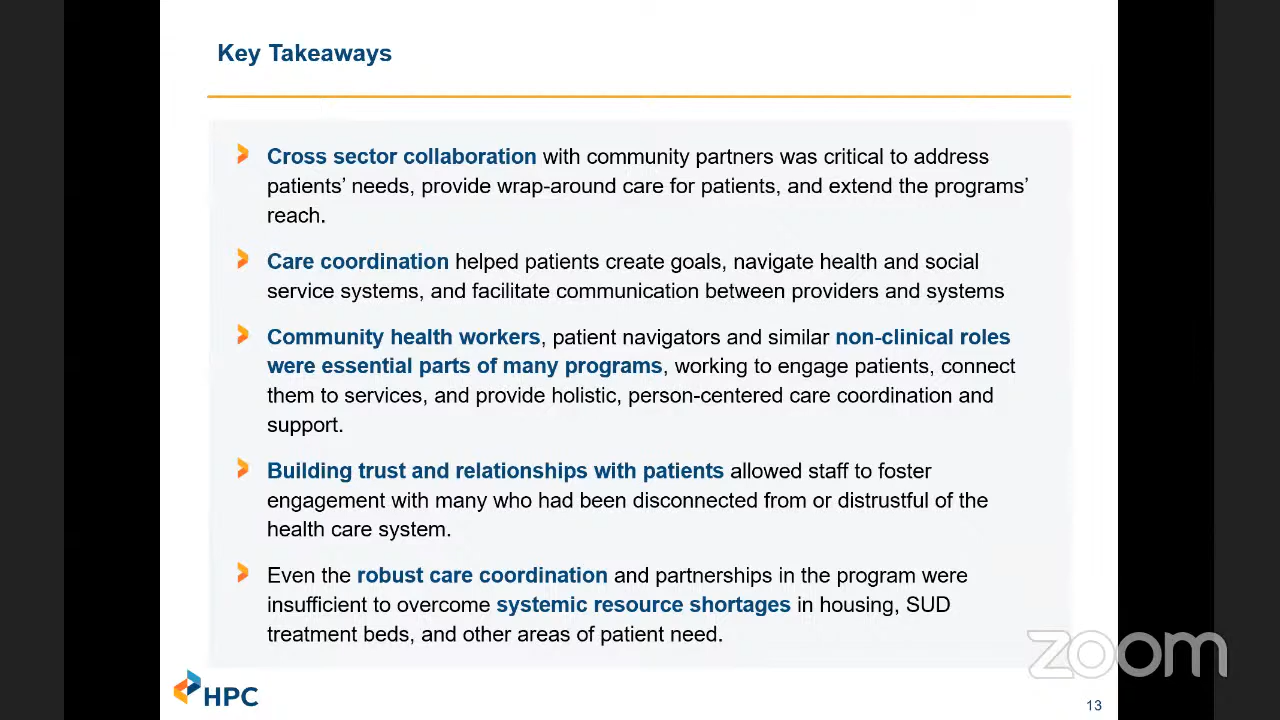 Key Takeaways
Cross sector collaboration with community partners was critical to address
patients’ needs, provide wrap-around care for patients, and extend the programs’
reach.
Care coordination helped patients create goals, navigate health and social
service systems, and facilitate communication between providers and systems
Community health workers, patient navigators and similar non-clinical roles
were essential parts of many programs, working to engage patients, connect
them to services, and provide holistic, person-centered care coordination and
support.
Building trust and relationships with patients allowed staff to foster
engagement with many who had been disconnected from or distrustful of the
health care system.
Even the robust care coordination and partnerships in the program were
insufficient to overcome systemic resource shortages in housing, SUD
treatment beds, and other areas of patient need.
zoom
HPC
13